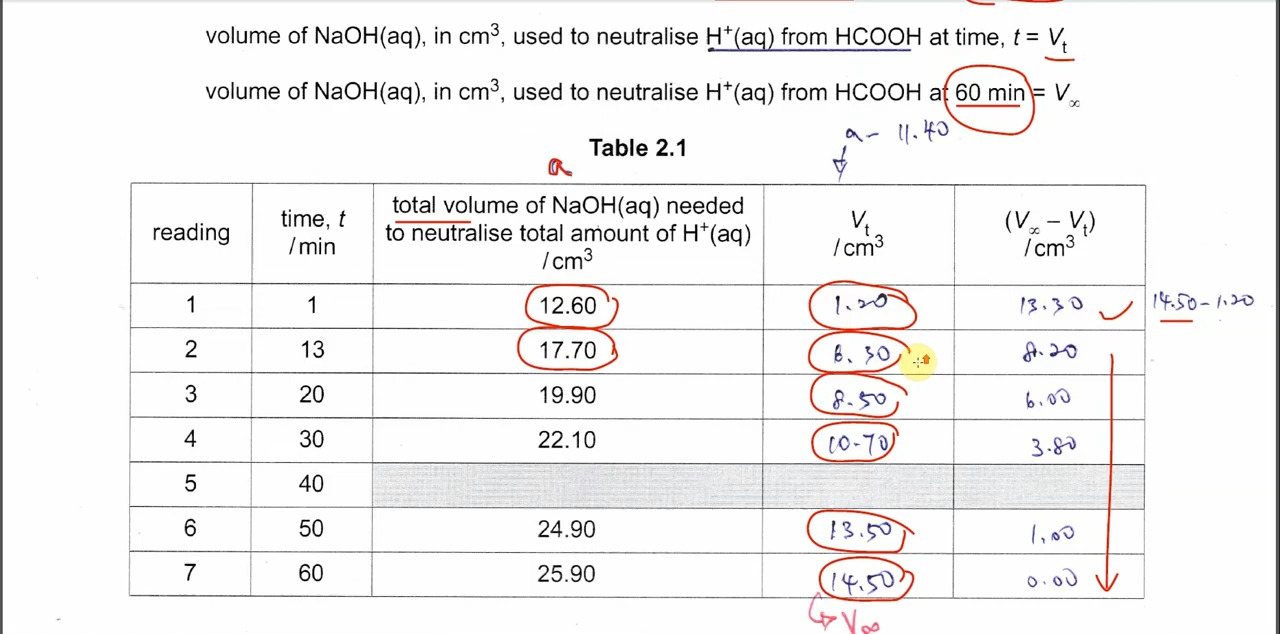 volume of NaOH(aq), in cm³, used to neutralise H⁺(aq) from HCOOH at time, t = Vₜ
volume of NaOH(aq), in cm³, used to neutralise H⁺(aq) from HCOOH at 60 min = V∞
a - 11.40
Table 2.1
a
reading time, t /min total volume of NaOH(aq) needed to neutralise total amount of H⁺(aq) /cm³ Vₜ /cm³ (V∞ – Vₜ) /cm³
1 1 12.60 1.20 13.30 14.50 - 1.20
2 13 17.70 6.30 8.20
3 20 19.90 8.50 6.00
4 30 22.10 10.70 3.80
5 40
6 50 24.90 13.50 1.00
7 60 25.90 14.50 0.00
V∞